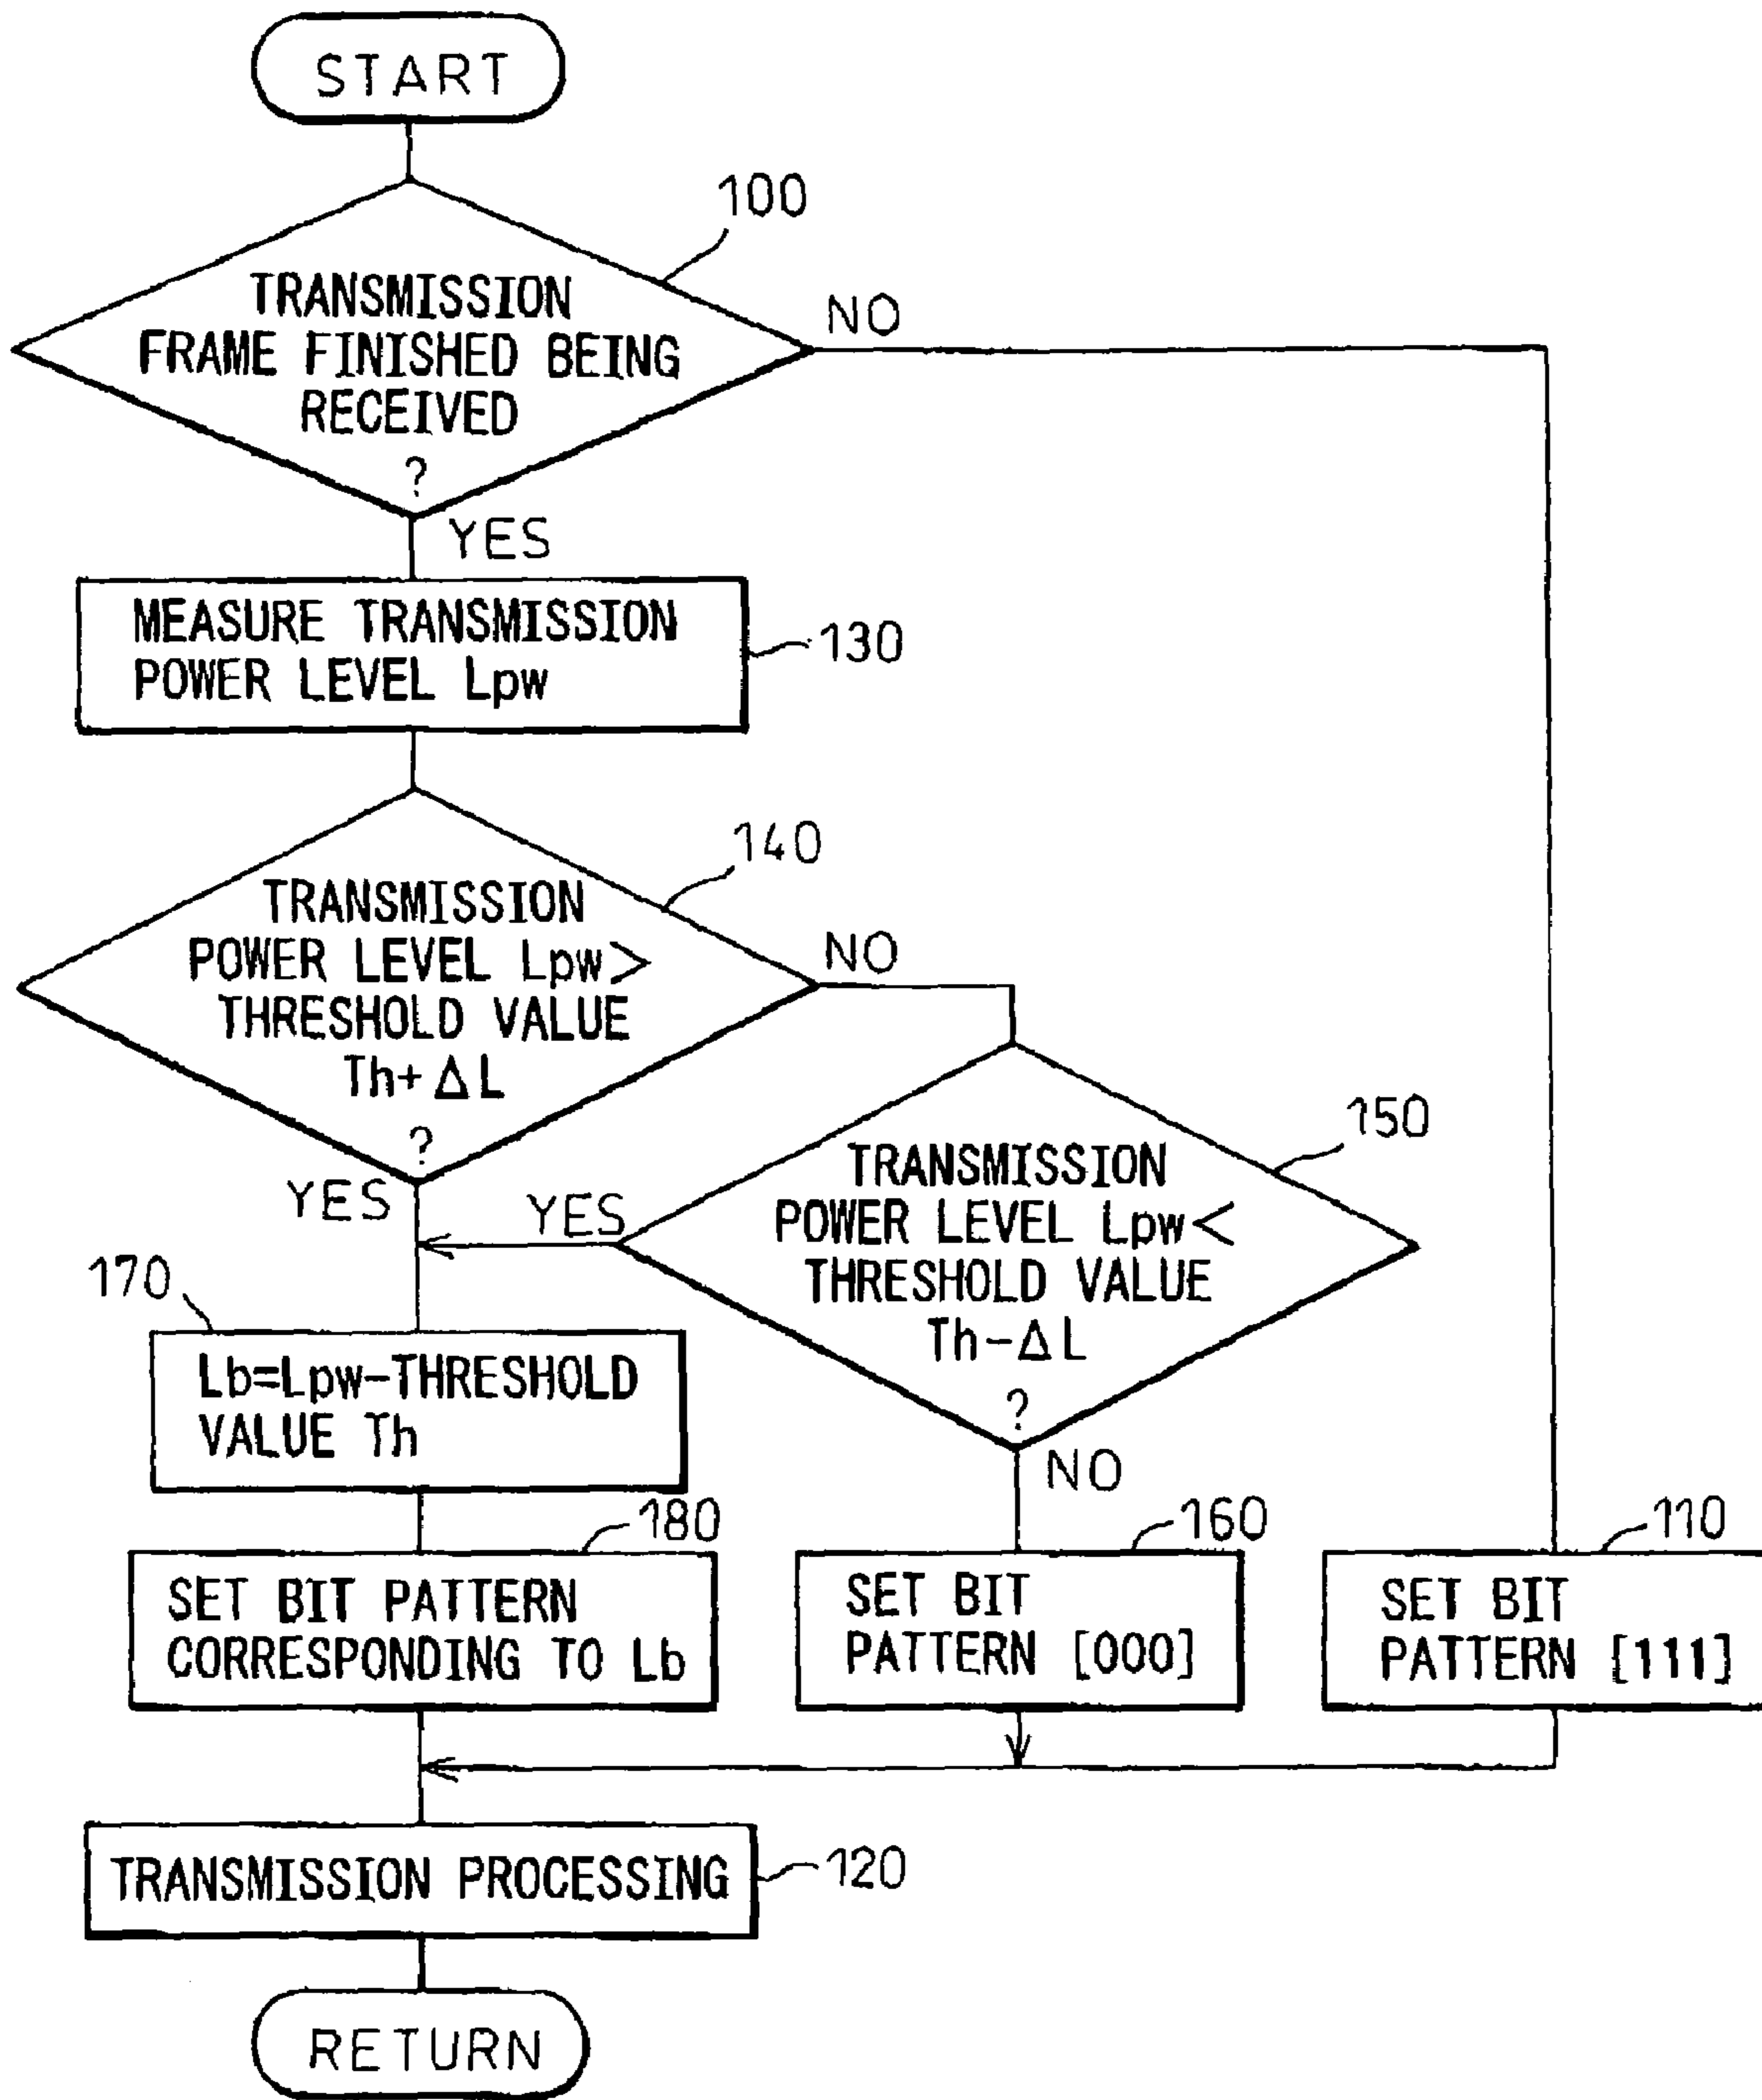 START
100
TRANSMISSION
FRAME FINISHED BEING
RECEIVED
?
NO
YES
MEASURE TRANSMISSION
POWER LEVEL Lpw
130
140
TRANSMISSION
POWER LEVEL Lpw>
THRESHOLD VALUE
Th+ΔL
?
NO
YES
150
TRANSMISSION
POWER LEVEL Lpw<
THRESHOLD VALUE
Th-ΔL
?
YES
NO
170
Lb=Lpw-THRESHOLD
VALUE Th
180
SET BIT PATTERN
CORRESPONDING TO Lb
160
SET BIT
PATTERN [000]
110
SET BIT
PATTERN [111]
TRANSMISSION PROCESSING
120
RETURN